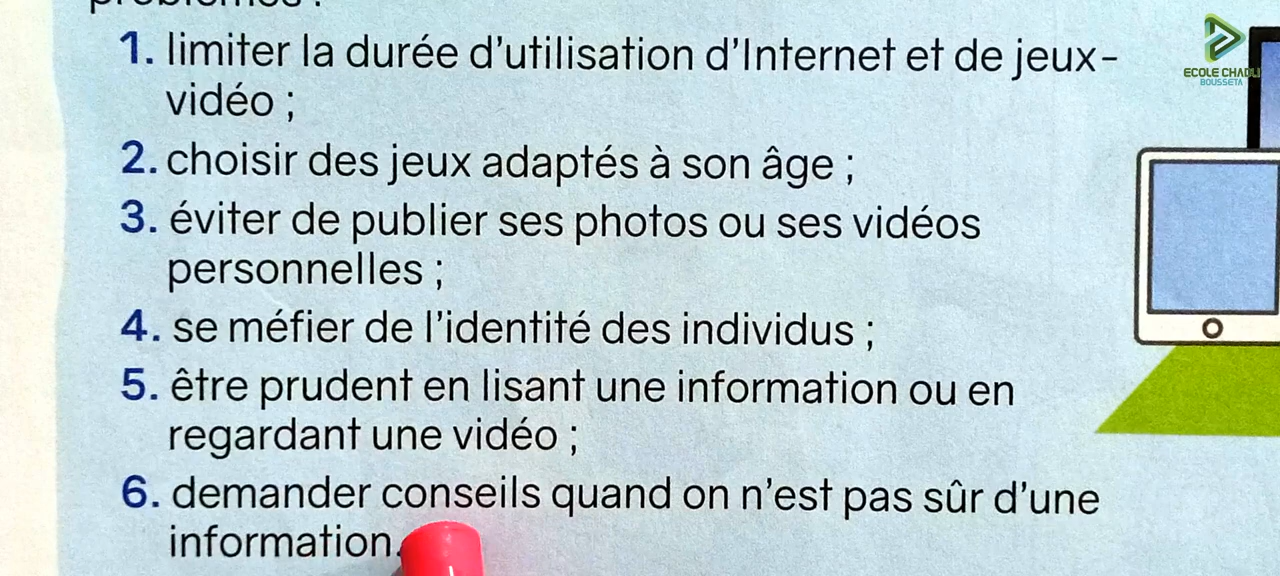 problèmes :
1. limiter la durée d'utilisation d'Internet et de jeux-
vidéo ;
2. choisir des jeux adaptés à son âge ;
3. éviter de publier ses photos ou ses vidéos
personnelles ;
4. se méfier de l'identité des individus ;
5. être prudent en lisant une information ou en
regardant une vidéo ;
6. demander conseils quand on n'est pas sûr d'une
information.
ECOLE CHADLI
BOUSSETA